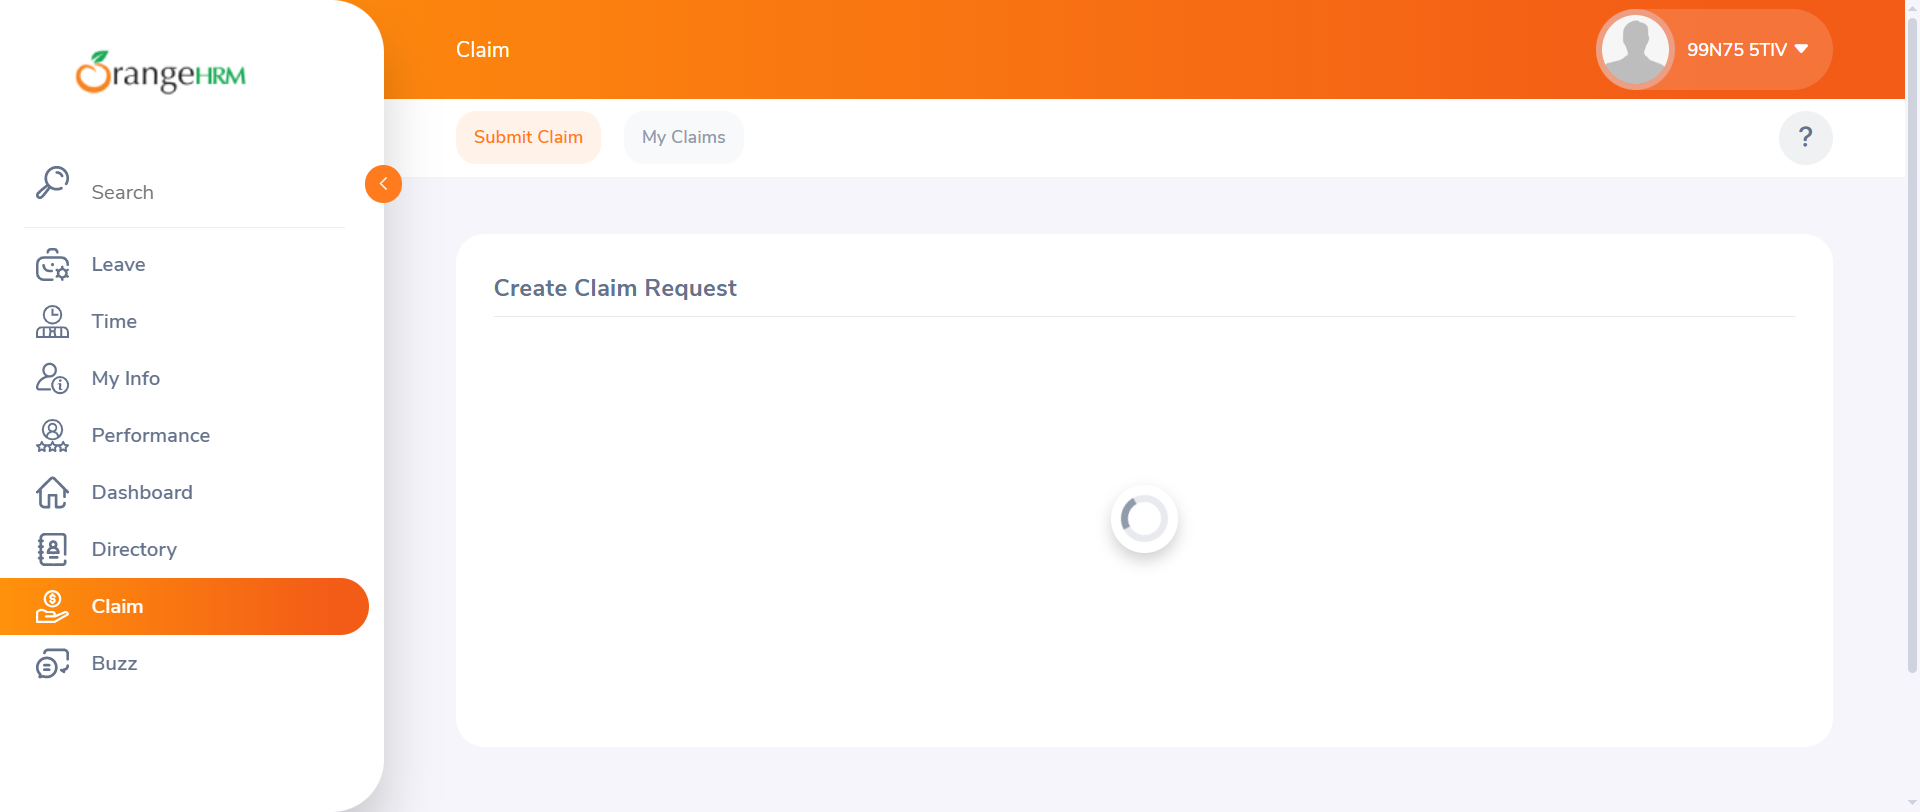 OrangeHRM
Search
Leave
Time
My Info
Performance
Dashboard
Directory
Claim
Buzz
Claim
99N75 5TIV
Submit Claim
My Claims
?
Create Claim Request